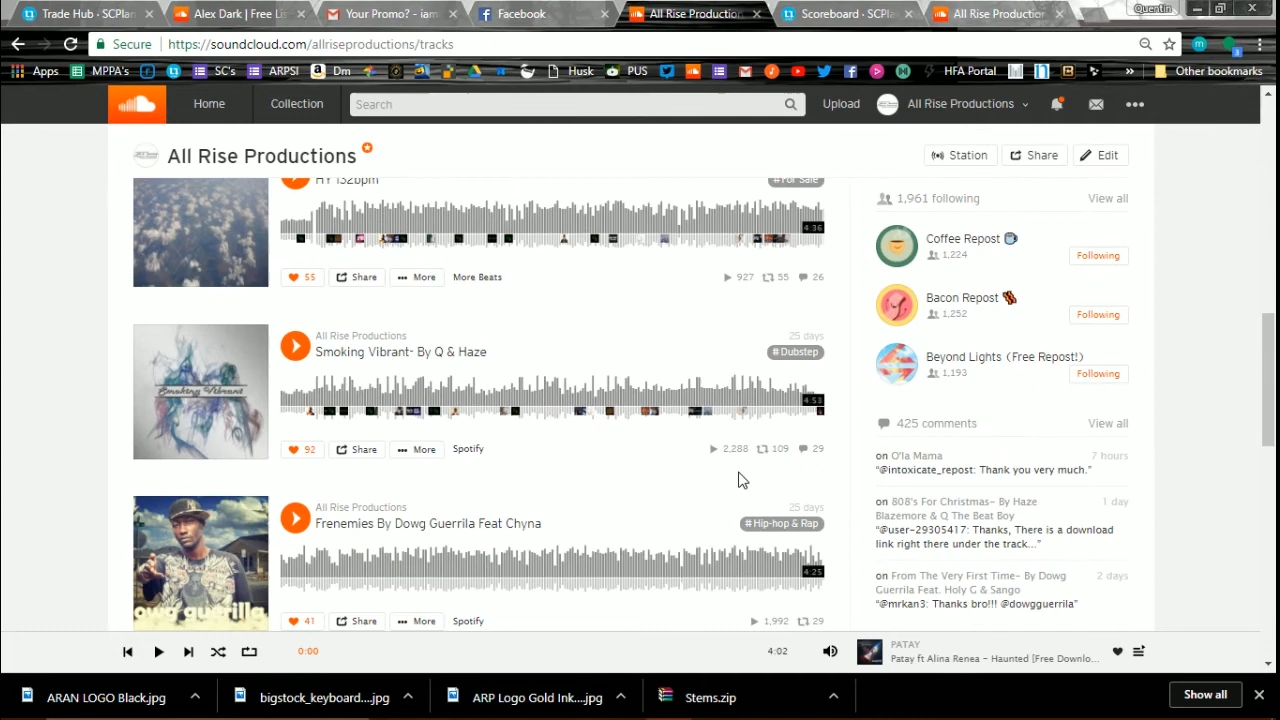 Trade Hub - SCPlan
Alex Dark | Free Lis
Your Promo? - iam
Facebook
All Rise Production
Scoreboard - SCPla
All Rise Production
Quentin
Secure
https://soundcloud.com/allriseproductions/tracks
Apps
MPPA's
SC's
ARPSI
Dm
Husk
PUS
HFA Portal
Other bookmarks
3
Home
Collection
Search
Upload
All Rise Productions
All Rise Productions
Station
Share
Edit
HY 132bpm
# For Sale
4:36
55
Share
More
More Beats
927
55
26
All Rise Productions
25 days
Smoking Vibrant- By Q & Haze
# Dubstep
Smoking Vibrant
4:53
92
Share
More
Spotify
2,288
109
29
All Rise Productions
25 days
Frenemies By Dowg Guerrilla Feat Chyna
# Hip-hop & Rap
owg guerilla
4:25
41
Share
More
Spotify
1,992
29
1,961 following
View all
Coffee Repost
1,224
Following
Bacon Repost
1,252
Following
Beyond Lights (Free Repost!)
1,193
Following
425 comments
View all
on O'la Mama
7 hours
“@intoxicate_repost: Thank you very much.”
on 808's For Christmas- By Haze
1 day
Blazemore & Q The Beat Boy
“@user-29305417: Thanks, There is a download
link right there under the track...”
on From The Very First Time- By Dowg
2 days
Guerrilla Feat. Holy G & Sango
“@mrkan3: Thanks bro!!! @dowgguerrilla”
0:00
4:02
PATAY
Patay ft Alina Renea - Haunted [Free Downlo...
ARAN LOGO Black.jpg
bigstock_keyboard....jpg
ARP Logo Gold Ink....jpg
Stems.zip
Show all